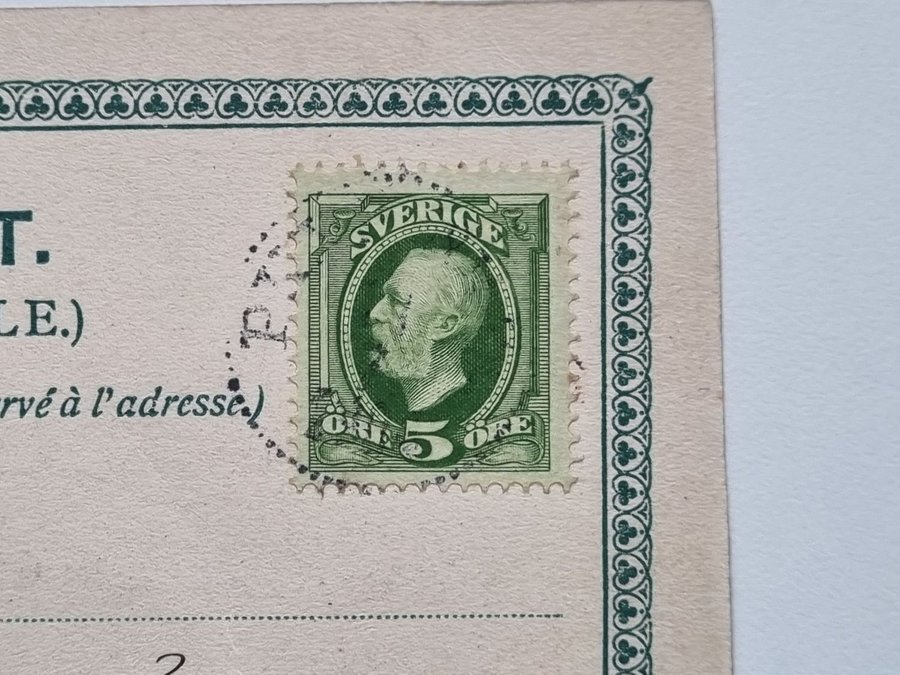 SVERIGE
T.
LE.)
rvé à l'adresse.)
ÖRE 5 ÖRE